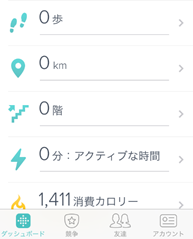 0 歩
0 km
0 階
0 分：アクティブな時間
1,411 消費カロリー
ダッシュボード 競争 友達 アカウント